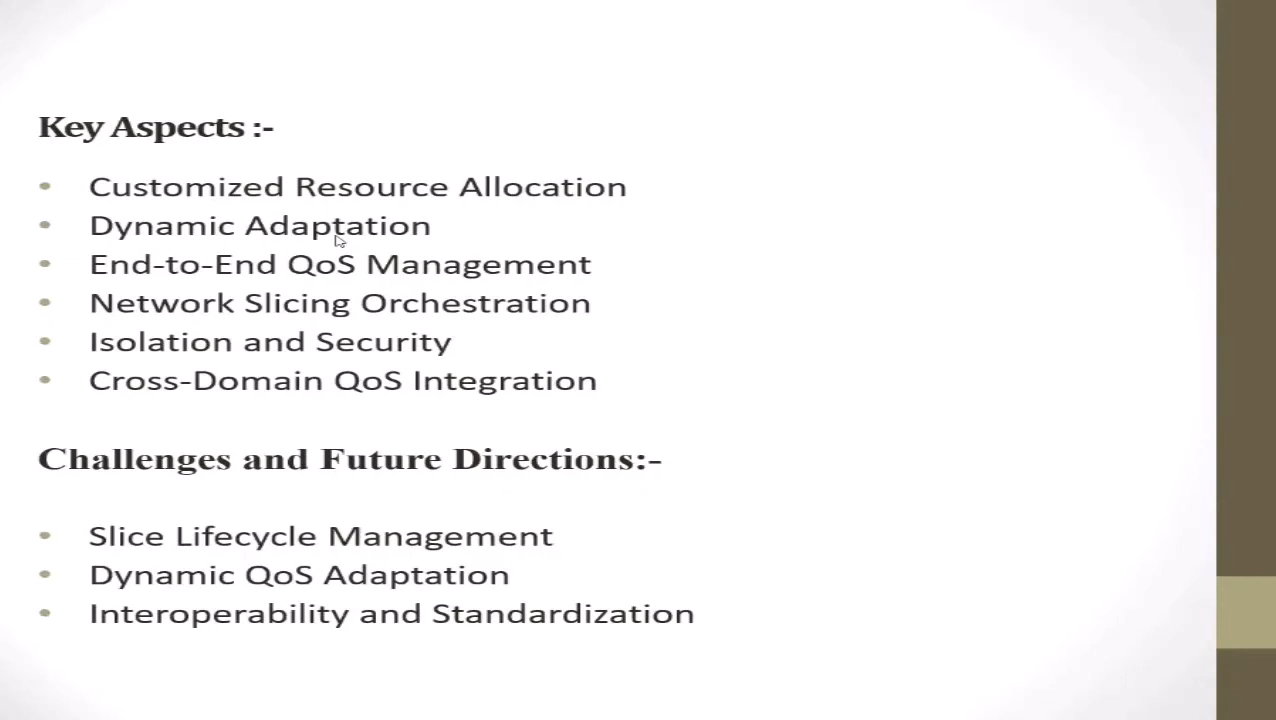 Key Aspects :-
• Customized Resource Allocation
• Dynamic Adaptation
• End-to-End QoS Management
• Network Slicing Orchestration
• Isolation and Security
• Cross-Domain QoS Integration
Challenges and Future Directions:-
• Slice Lifecycle Management
• Dynamic QoS Adaptation
• Interoperability and Standardization